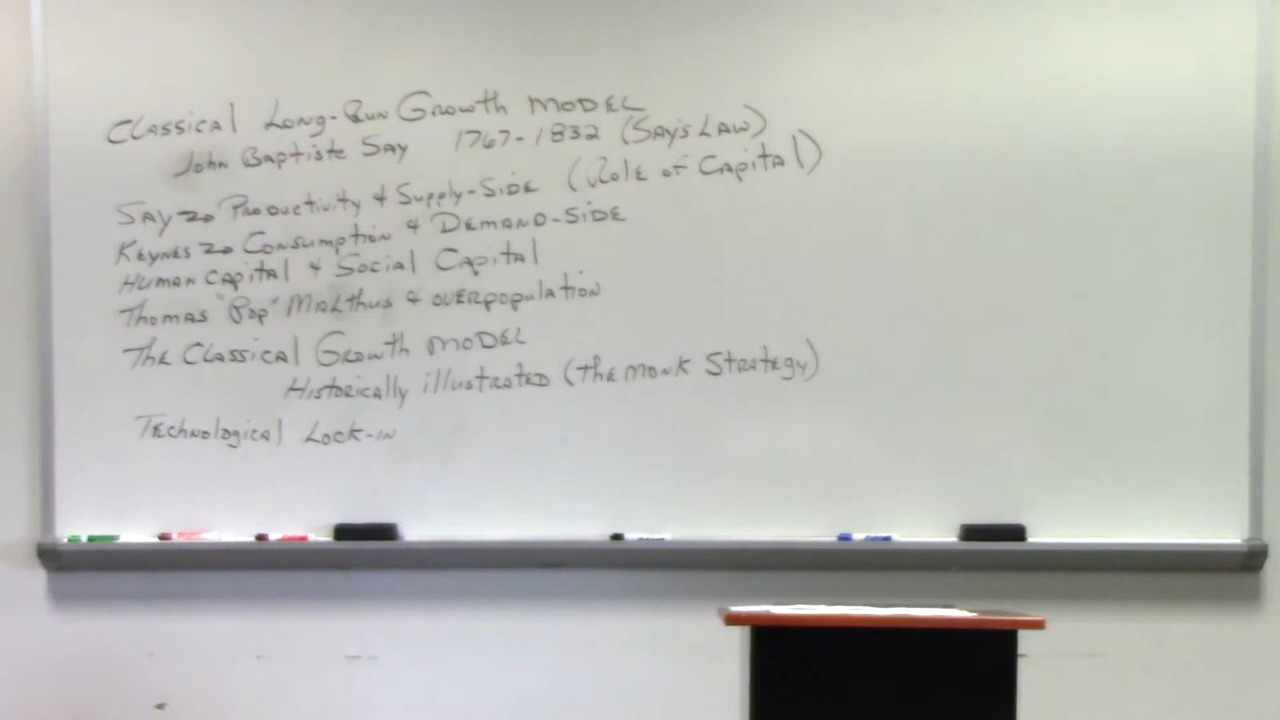 Classical Long-Run Growth Model
John Baptiste Say 1767-1832 (Say's Law)
Say → Productivity & Supply-Side (Role of Capital)
Keynes → Consumption & Demand-Side
Human Capital & Social Capital
Thomas "Pop" Malthus & overpopulation
The Classical Growth Model
Historically illustrated (The Monk Strategy)
Technological Lock-in